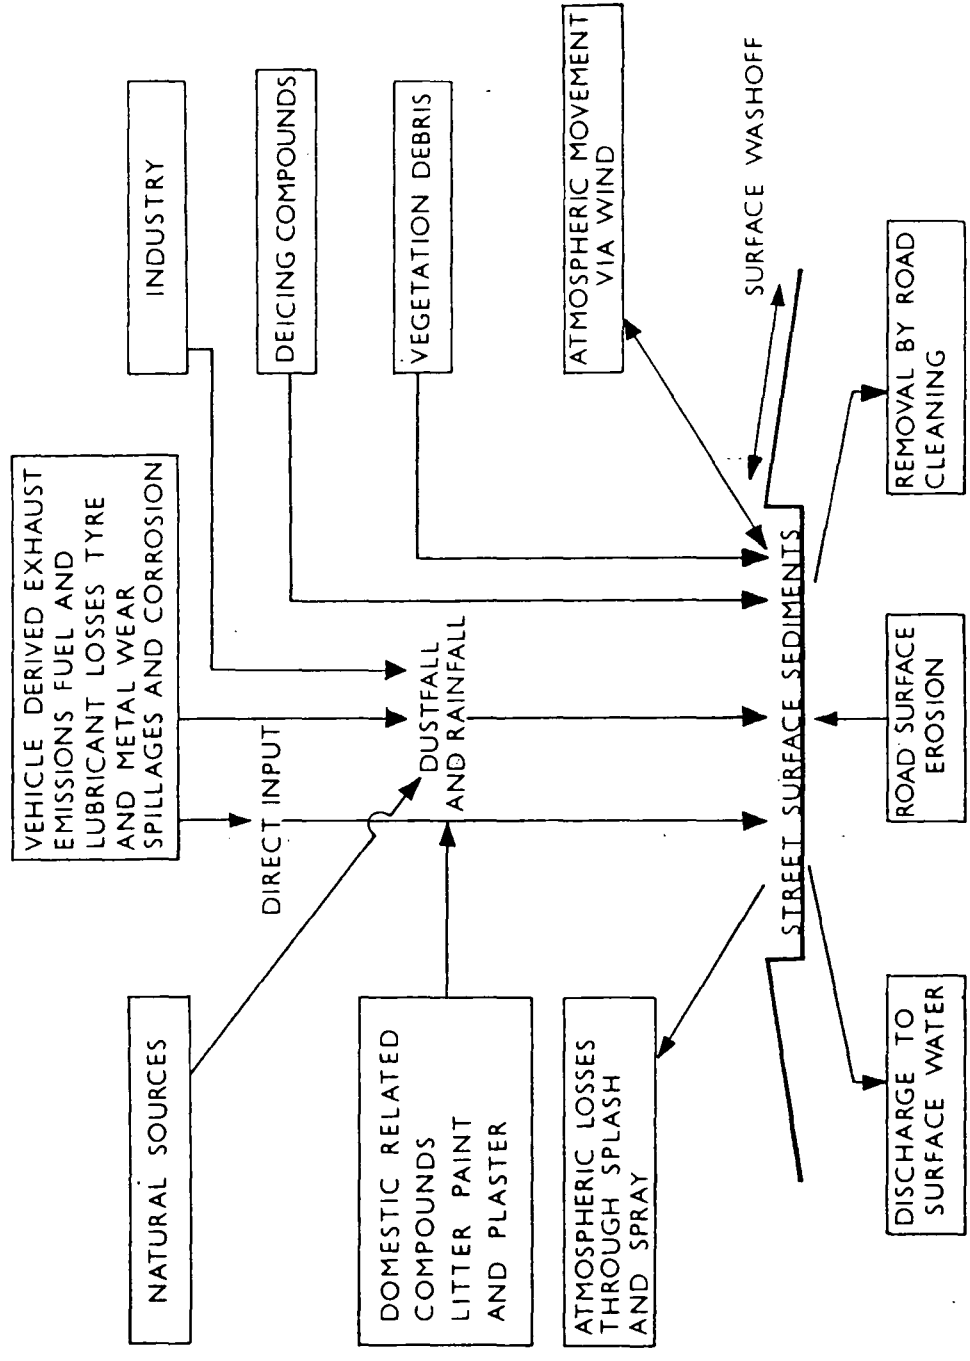 VEHICLE DERIVED EXHAUST
EMISSIONS FUEL AND
LUBRICANT LOSSES TYRE
AND METAL WEAR
SPILLAGES AND CORROSION
NATURAL SOURCES
INDUSTRY
DIRECT INPUT
DEICING COMPOUNDS
DOMESTIC RELATED
COMPOUNDS
LITTER PAINT
AND PLASTER
DUSTFALL
AND RAINFALL
VEGETATION DEBRIS
ATMOSPHERIC LOSSES
THROUGH SPLASH
AND SPRAY
ATMOSPHERIC MOVEMENT
VIA WIND
SURFACE WASHOFF
STREET SURFACE SEDIMENTS
DISCHARGE TO
SURFACE WATER
ROAD SURFACE
EROSION
REMOVAL BY ROAD
CLEANING